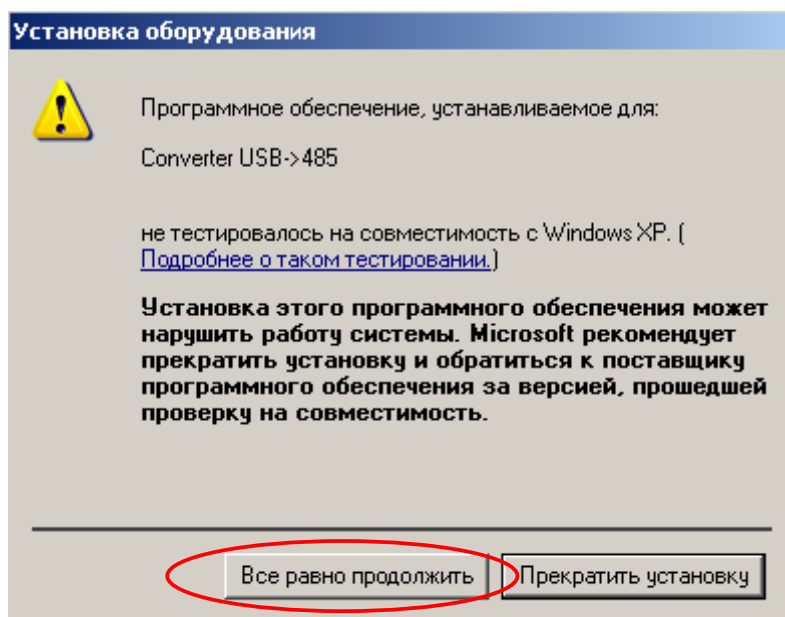 Установка оборудования
Программное обеспечение, устанавливаемое для:
Converter USB->485
не тестировалось на совместимость с Windows XP. (
Подробнее о таком тестировании.)
Установка этого программного обеспечения может
нарушить работу системы. Microsoft рекомендует
прекратить установку и обратиться к поставщику
программного обеспечения за версией, прошедшей
проверку на совместимость.
Все равно продолжить
Прекратить установку